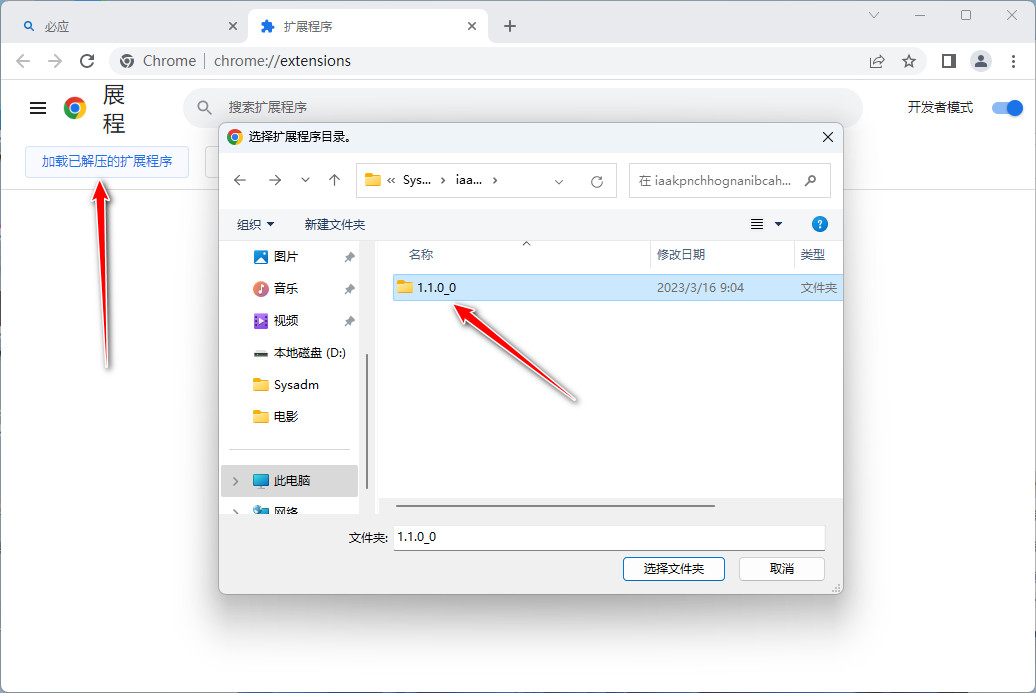 必应
扩展程序
Chrome | chrome://extensions
展
程
搜索扩展程序
开发者模式
加载已解压的扩展程序
选择扩展程序目录。
« Sys... › iaa... ›
在 iaakpnchhognanibcah...
组织
新建文件夹
名称
修改日期
类型
图片
1.1.0_0
2023/3/16 9:04
文件夹
音乐
视频
本地磁盘 (D:)
Sysadm
电影
此电脑
网络
文件夹: 1.1.0_0
选择文件夹
取消